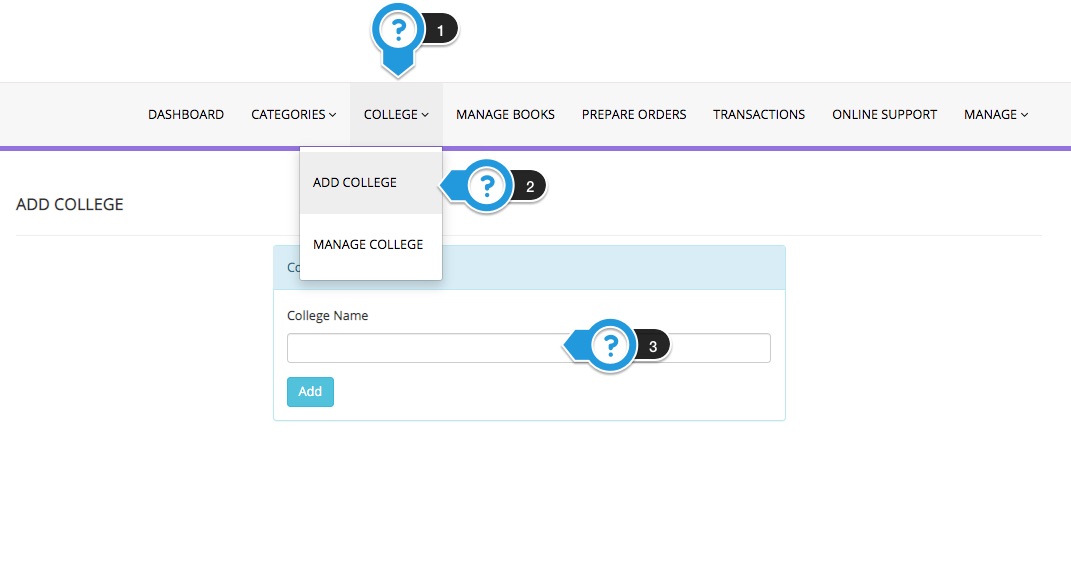 ? 1
DASHBOARD CATEGORIES COLLEGE MANAGE BOOKS PREPARE ORDERS TRANSACTIONS ONLINE SUPPORT MANAGE
ADD COLLEGE ? 2
ADD COLLEGE
MANAGE COLLEGE
College Name
? 3
Add